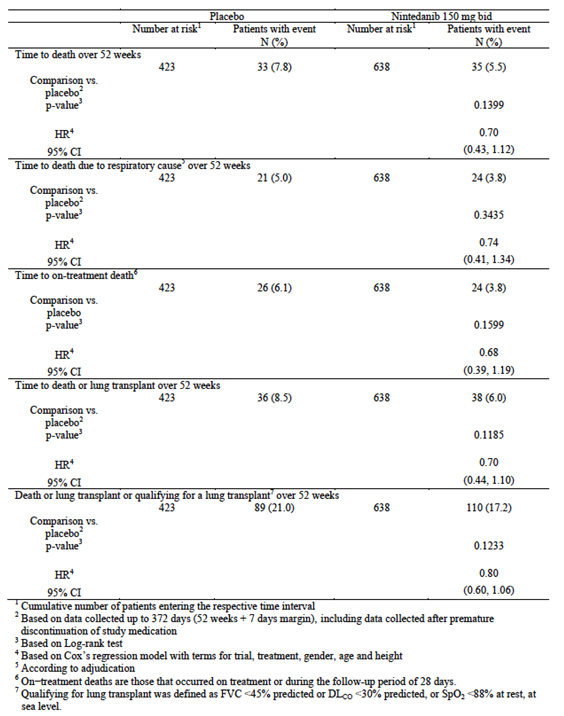 Placebo Nintedanib 150 mg bid
Number at risk¹ Patients with event Number at risk¹ Patients with event
N (%) N (%)
Time to death over 52 weeks
423 33 (7.8) 638 35 (5.5)
Comparison vs.
placebo²
p-value³ 0.1399
HR⁴ 0.70
95% CI (0.43, 1.12)
Time to death due to respiratory cause⁵ over 52 weeks
423 21 (5.0) 638 24 (3.8)
Comparison vs.
placebo²
p-value³ 0.3435
HR⁴ 0.74
95% CI (0.41, 1.34)
Time to on-treatment death⁶
423 26 (6.1) 638 24 (3.8)
Comparison vs.
placebo
p-value³ 0.1599
HR⁴ 0.68
95% CI (0.39, 1.19)
Time to death or lung transplant over 52 weeks
423 36 (8.5) 638 38 (6.0)
Comparison vs.
placebo²
p-value³ 0.1185
HR⁴ 0.70
95% CI (0.44, 1.10)
Death or lung transplant or qualifying for a lung transplant⁷ over 52 weeks
423 89 (21.0) 638 110 (17.2)
Comparison vs.
placebo²
p-value³ 0.1233
HR⁴ 0.80
95% CI (0.60, 1.06)
¹ Cumulative number of patients entering the respective time interval
² Based on data collected up to 372 days (52 weeks + 7 days margin), including data collected after premature
discontinuation of study medication
³ Based on Log-rank test
⁴ Based on Cox's regression model with terms for trial, treatment, gender, age and height
⁵ According to adjudication
⁶ On−treatment deaths are those that occurred on treatment or during the follow-up period of 28 days.
⁷ Qualifying for lung transplant was defined as FVC <45% predicted or DLCO <30% predicted, or SpO₂ <88% at rest, at
sea level.